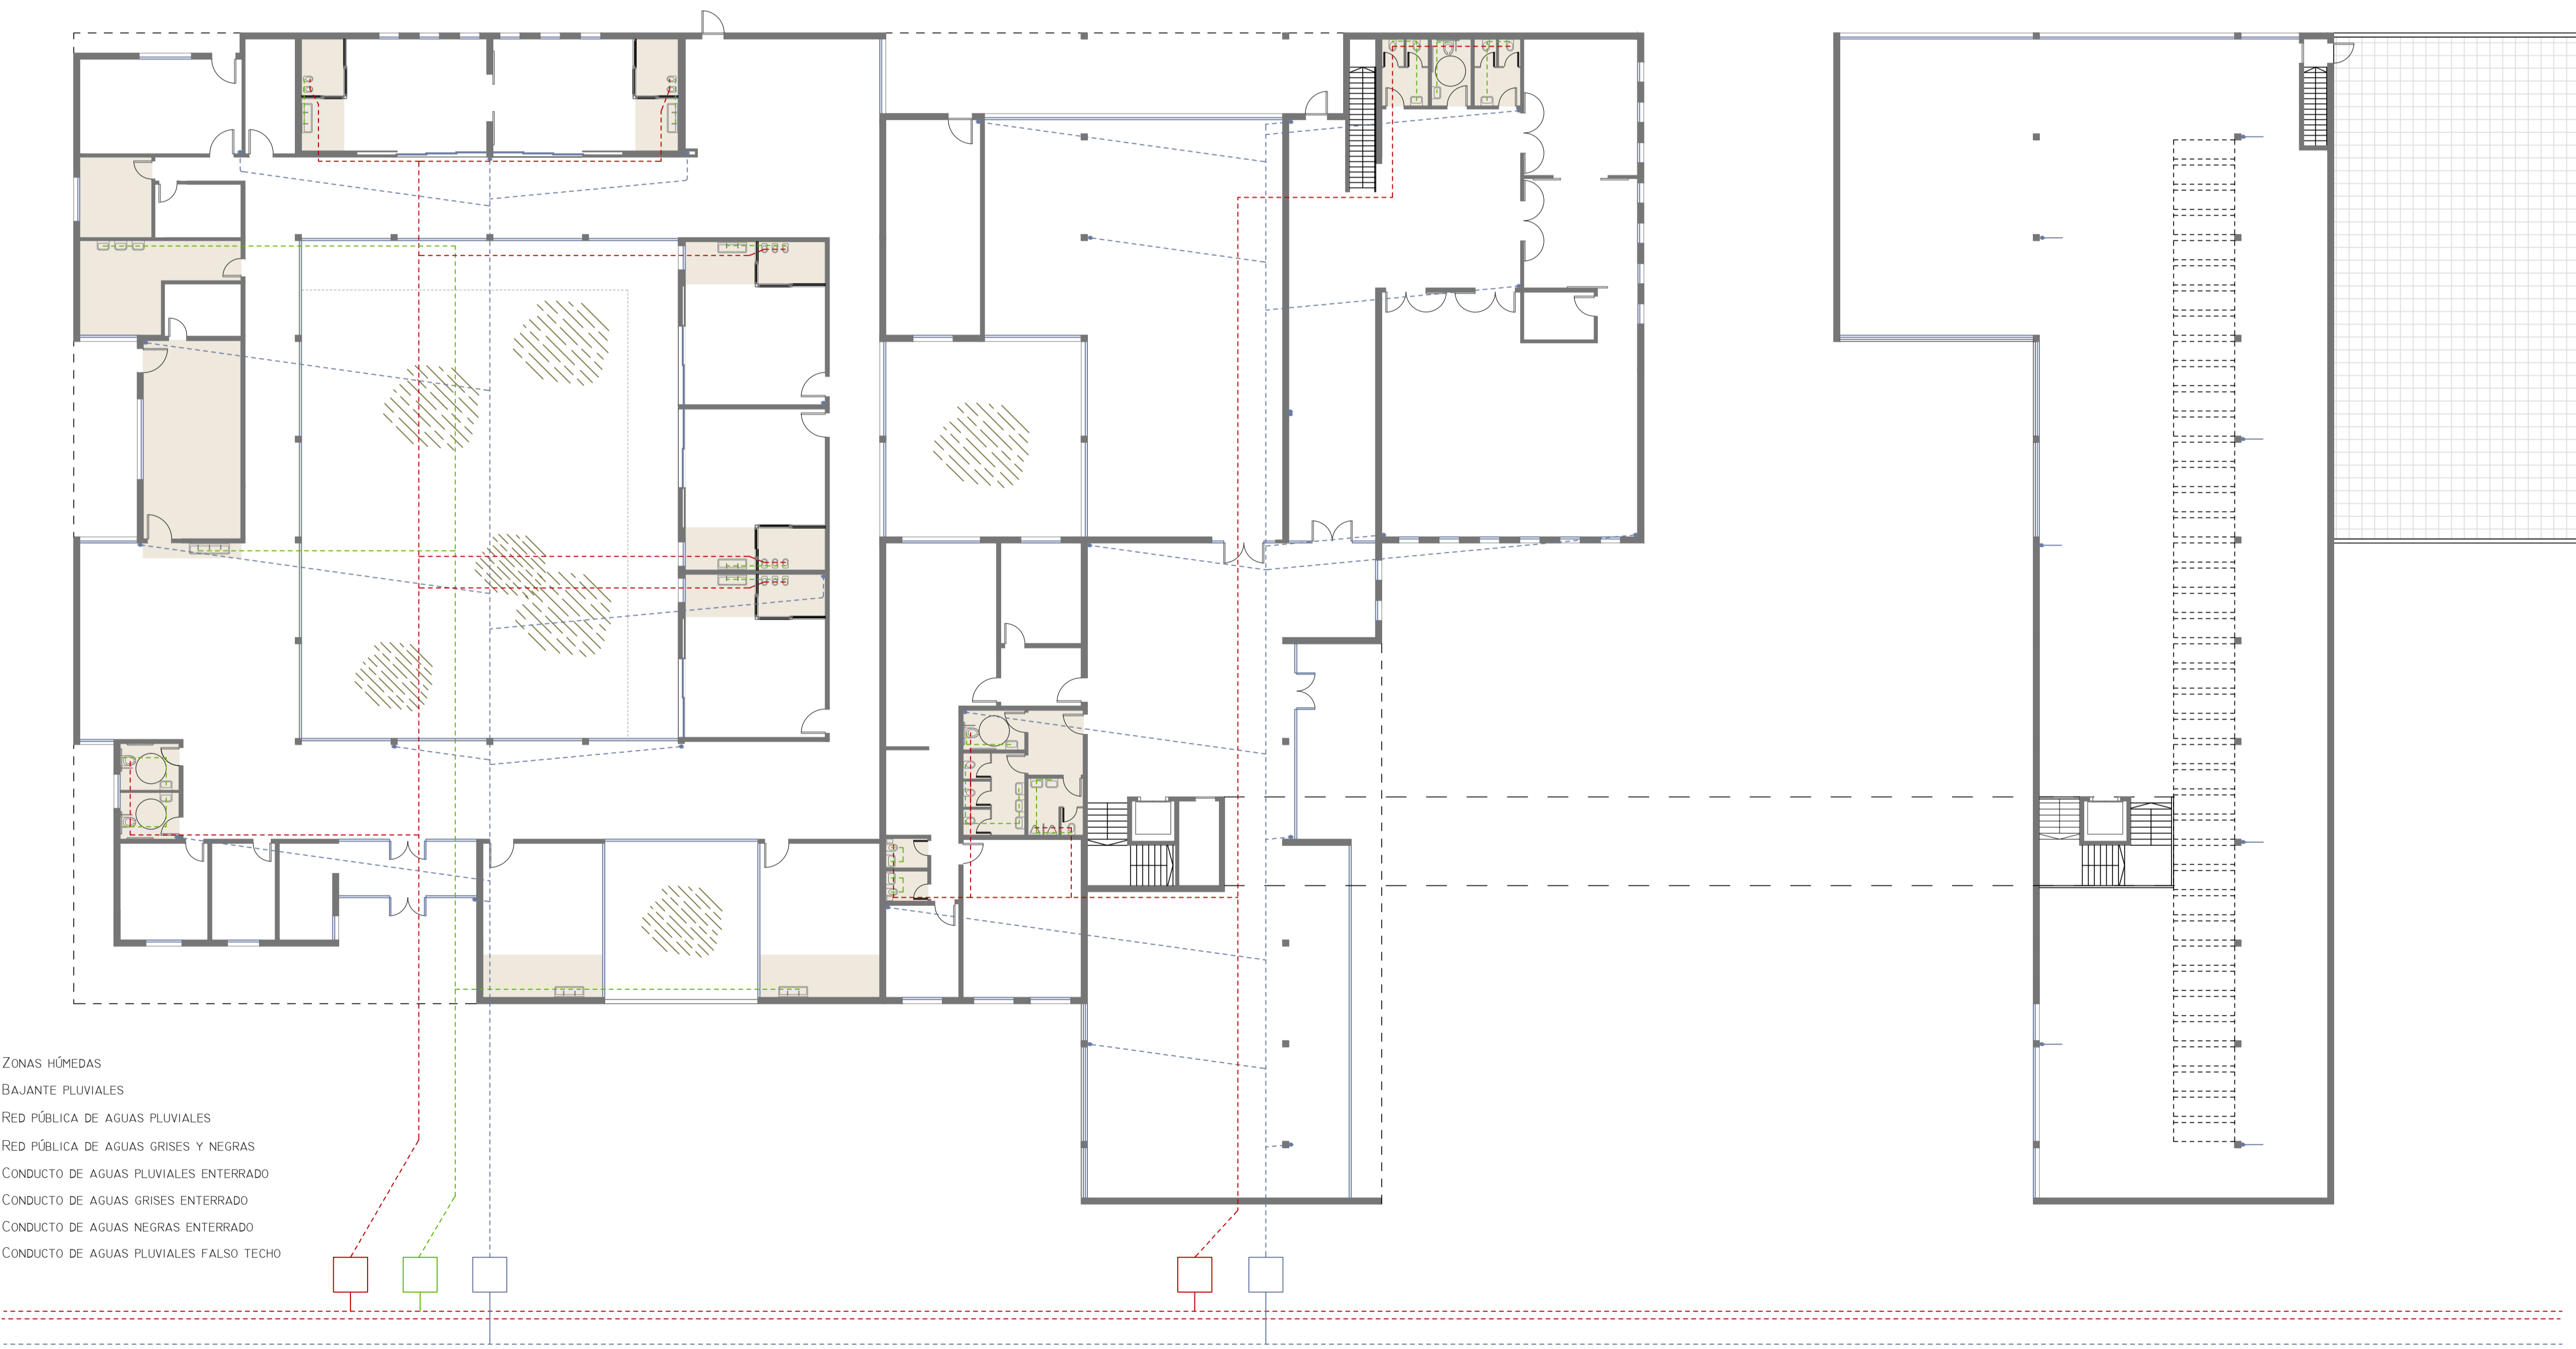 Zonas húmedas
Bajante pluviales
Red pública de aguas pluviales
Red pública de aguas grises y negras
Conducto de aguas pluviales enterrado
Conducto de aguas grises enterrado
Conducto de aguas negras enterrado
Conducto de aguas pluviales falso techo